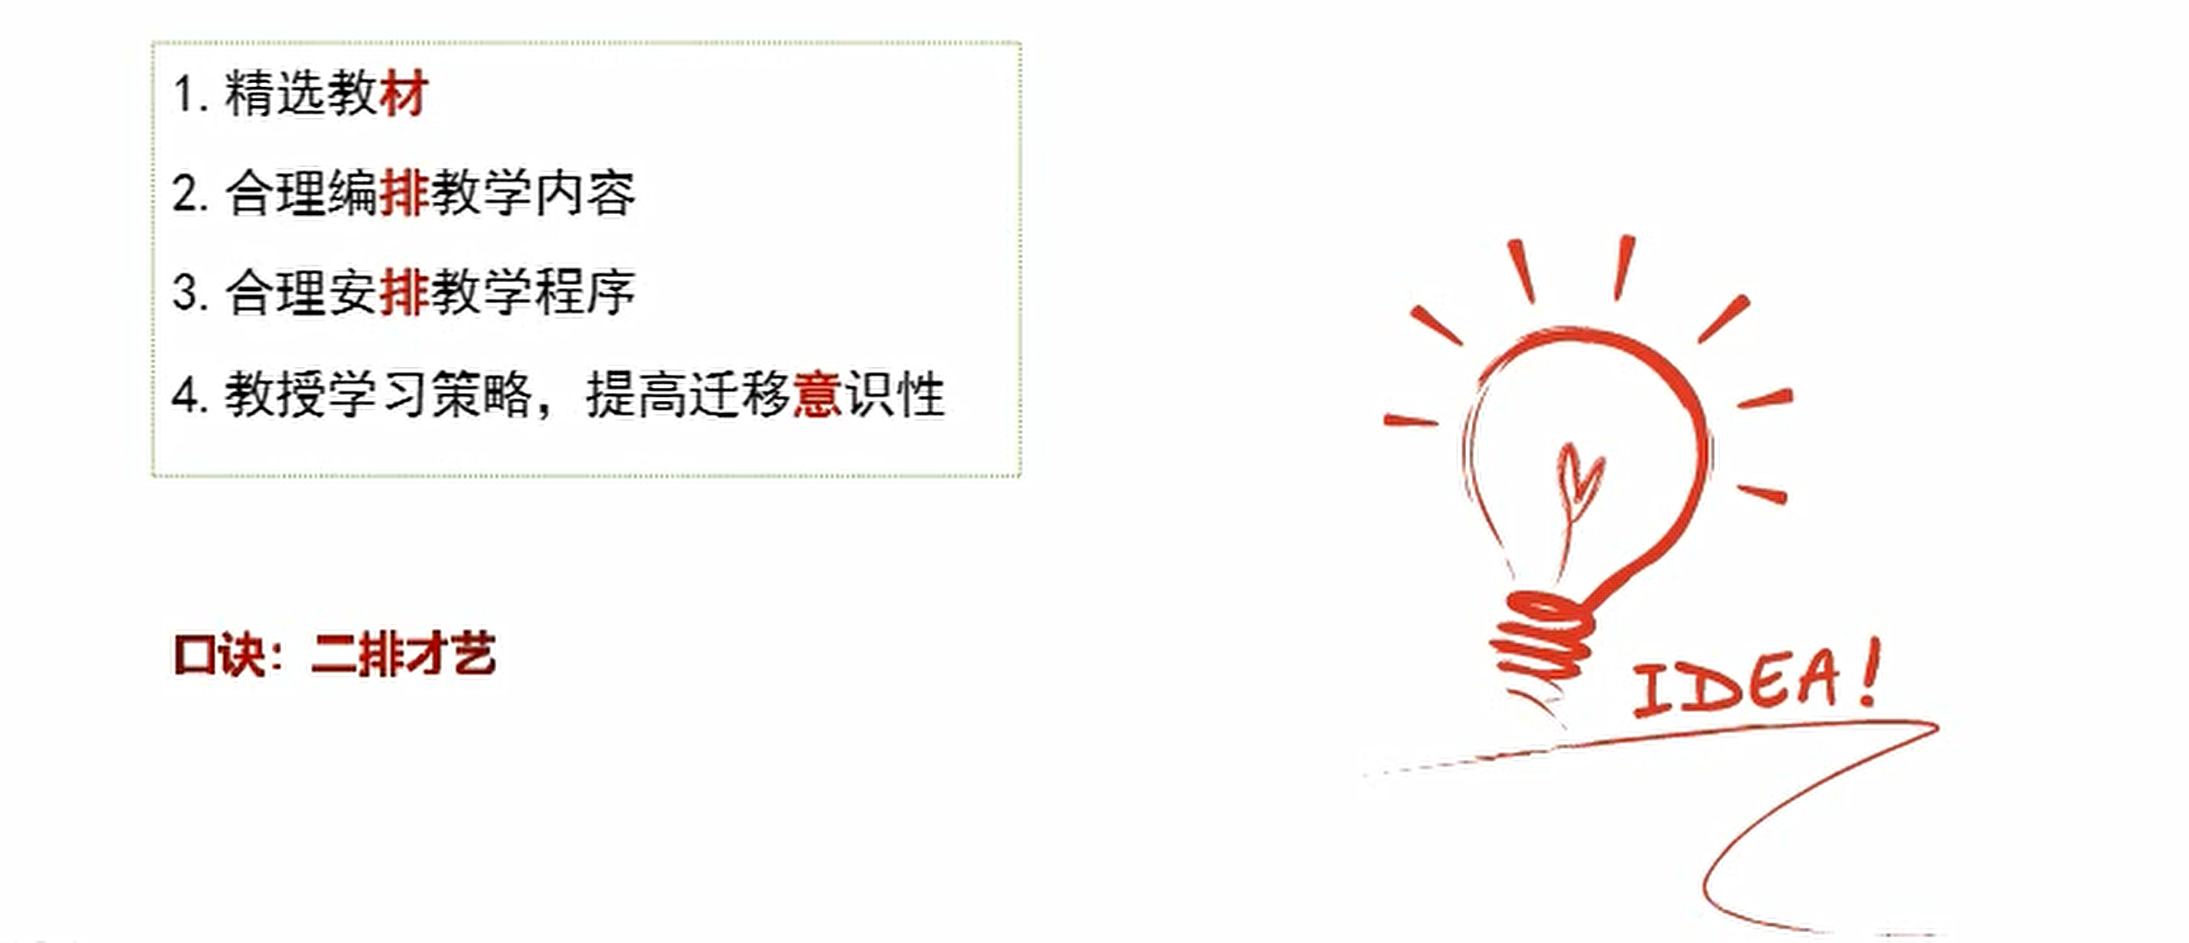 1. 精选教材
2. 合理编排教学内容
3. 合理安排教学程序
4. 教授学习策略，提高迁移意识性
口诀：二排才艺
IDEA!